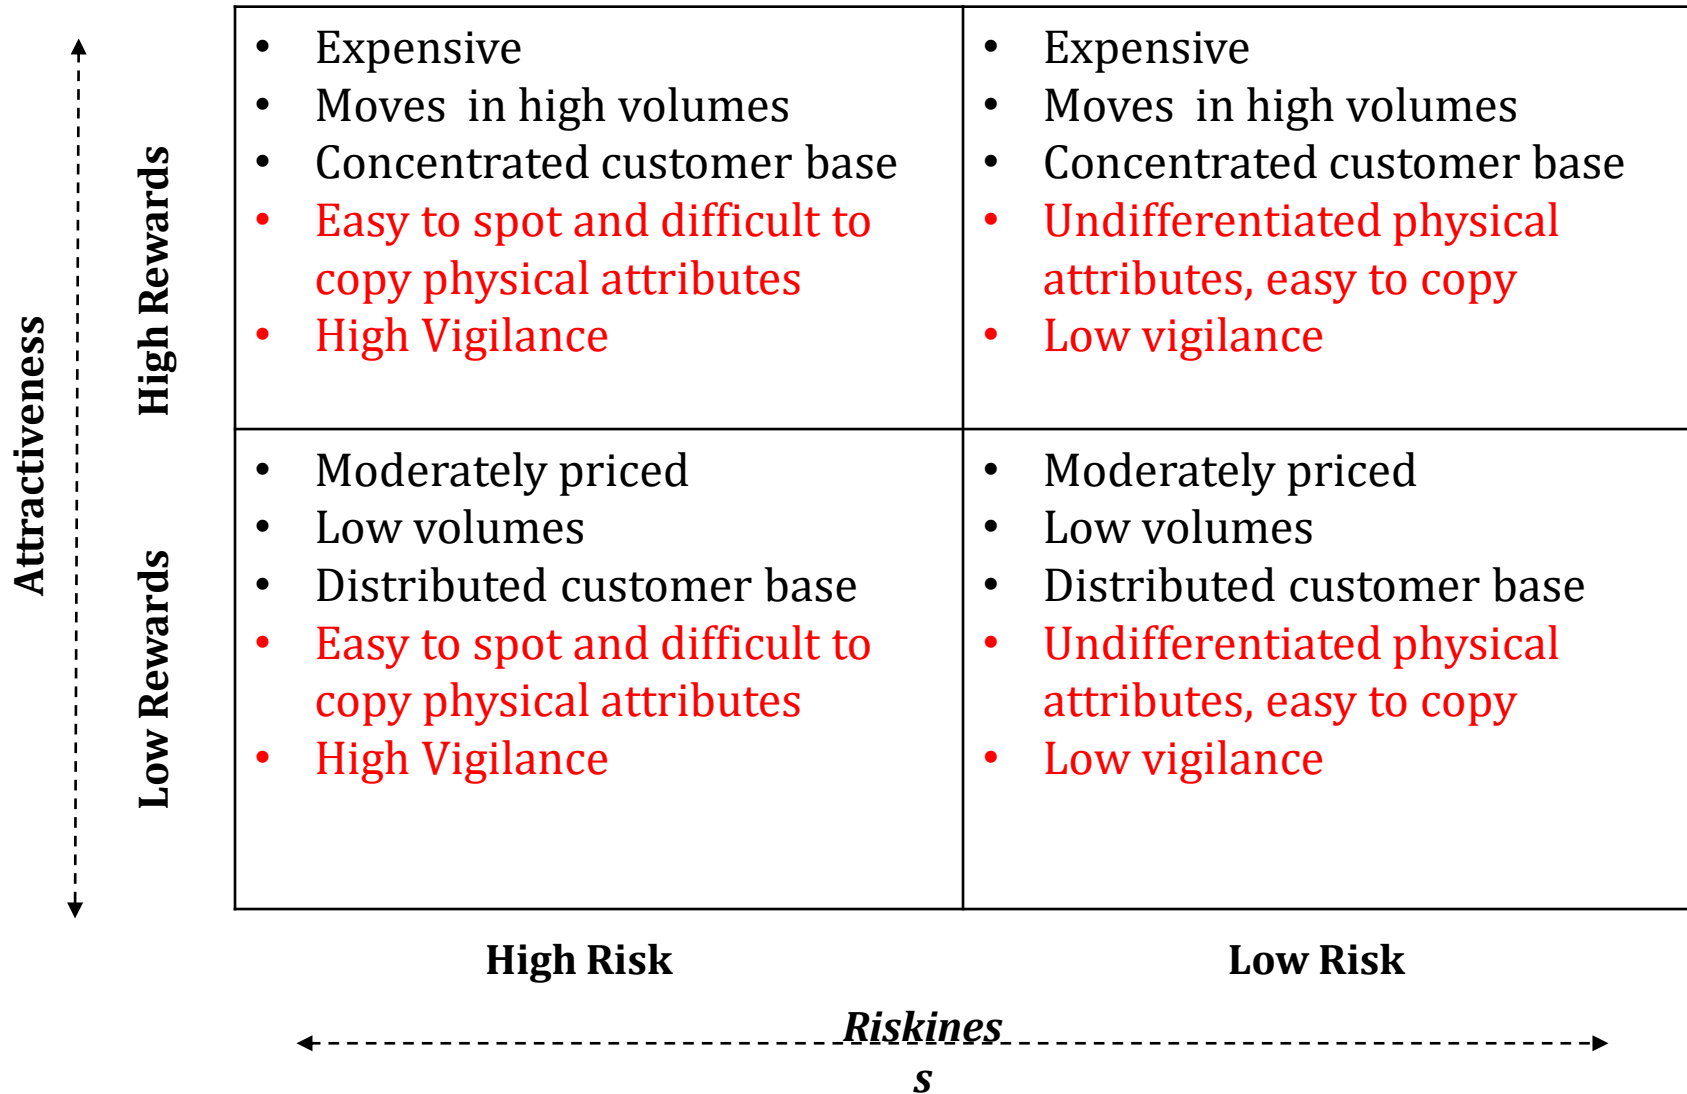 Attractiveness
High Rewards
Low Rewards
• Expensive
• Moves  in high volumes
• Concentrated customer base
• Easy to spot and difficult to
copy physical attributes
• High Vigilance
• Expensive
• Moves  in high volumes
• Concentrated customer base
• Undifferentiated physical
attributes, easy to copy
• Low vigilance
• Moderately priced
• Low volumes
• Distributed customer base
• Easy to spot and difficult to
copy physical attributes
• High Vigilance
• Moderately priced
• Low volumes
• Distributed customer base
• Undifferentiated physical
attributes, easy to copy
• Low vigilance
High Risk
Low Risk
Riskines
s